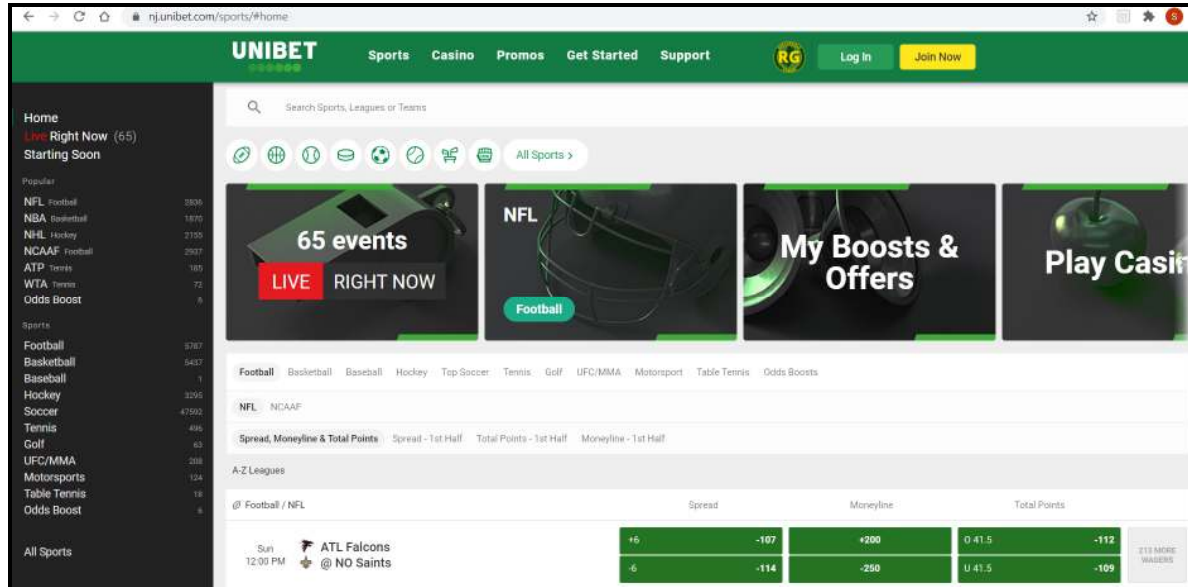 nj.unibet.com/sports/#home
S
UNIBET
Sports Casino Promos Get Started Support
RG
Log In
Join Now
Search Sports, Leagues or Teams
All Sports >
Home
Live Right Now (65)
Starting Soon
Popular
NFL Football 2806
NBA Basketball 1870
NHL Hockey 2155
NCAAF Football 2937
ATP Tennis 185
WTA Tennis 72
Odds Boost 6
Sports
Football 5787
Basketball 5437
Baseball 1
Hockey 3295
Soccer 47592
Tennis 496
Golf 63
UFC/MMA 208
Motorsports 124
Table Tennis 18
Odds Boost 6
All Sports
65 events
LIVE RIGHT NOW
NFL
Football
My Boosts &
Offers
Play Casin
Football Basketball Baseball Hockey Top Soccer Tennis Golf UFC/MMA Motorsport Table Tennis Odds Boosts
NFL NCAAF
Spread, Moneyline & Total Points Spread - 1st Half Total Points - 1st Half Moneyline - 1st Half
A-Z Leagues
Football / NFL Spread Moneyline Total Points
Sun ATL Falcons +6 -107 +200 O 41.5 -112
12:00 PM @ NO Saints -6 -114 -250 U 41.5 -109
213 MORE
WAGERS